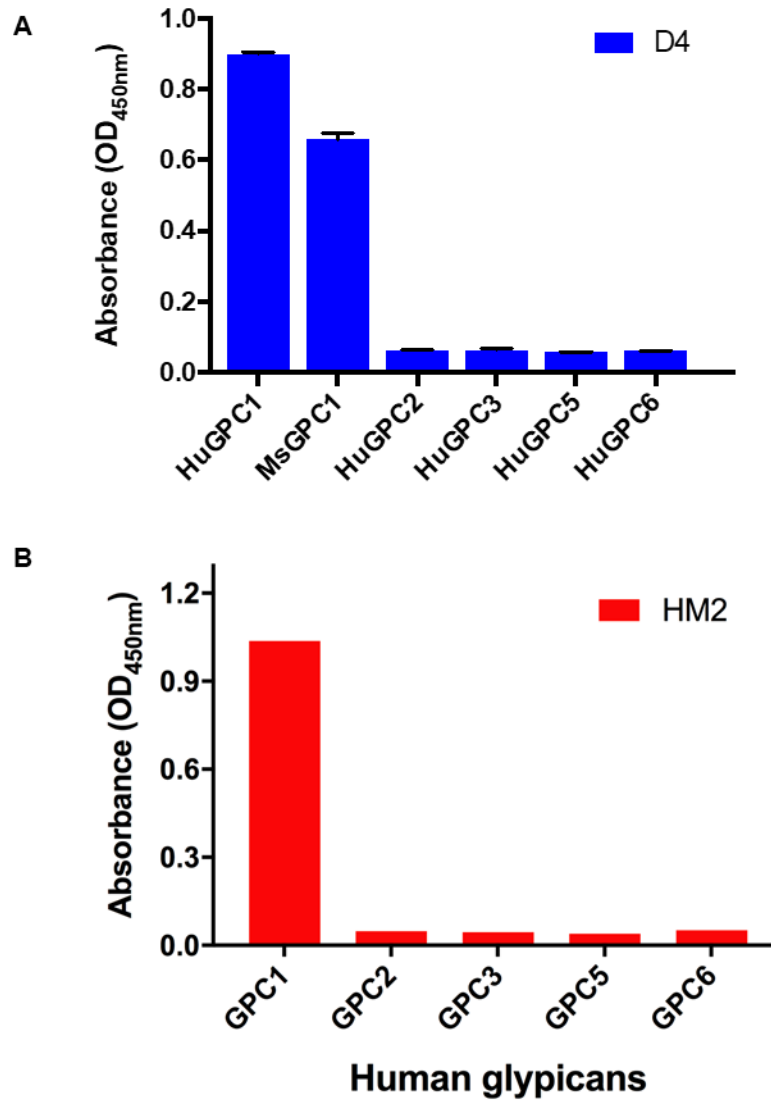 A
D4
Absorbance (OD450nm)
1.0
0.8
0.6
0.4
0.2
0.0
HuGPC1
MsGPC1
HuGPC2
HuGPC3
HuGPC5
HuGPC6
B
HM2
Absorbance (OD450nm)
1.2
0.9
0.6
0.3
0.0
GPC1
GPC2
GPC3
GPC5
GPC6
Human glypicans